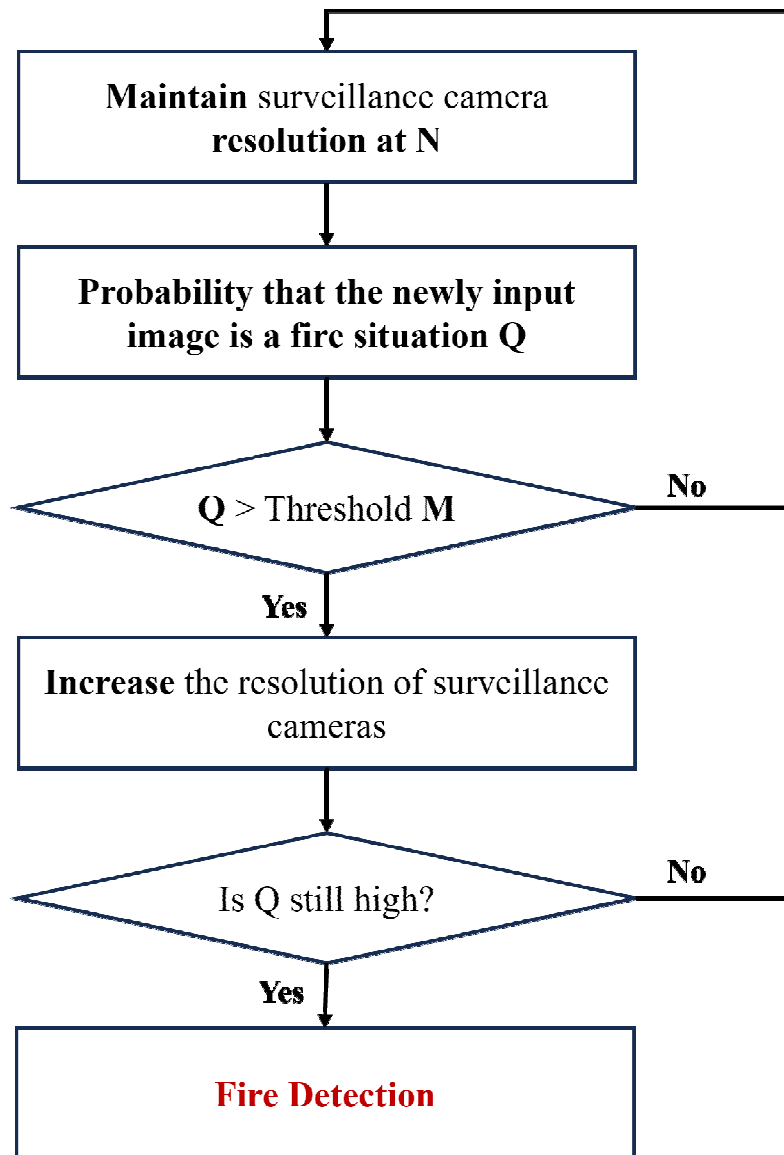 Maintain surveillance camera
resolution at N
Probability that the newly input
image is a fire situation Q
Q > Threshold M
No
Yes
Increase the resolution of surveillance
cameras
Is Q still high?
No
Yes
Fire Detection